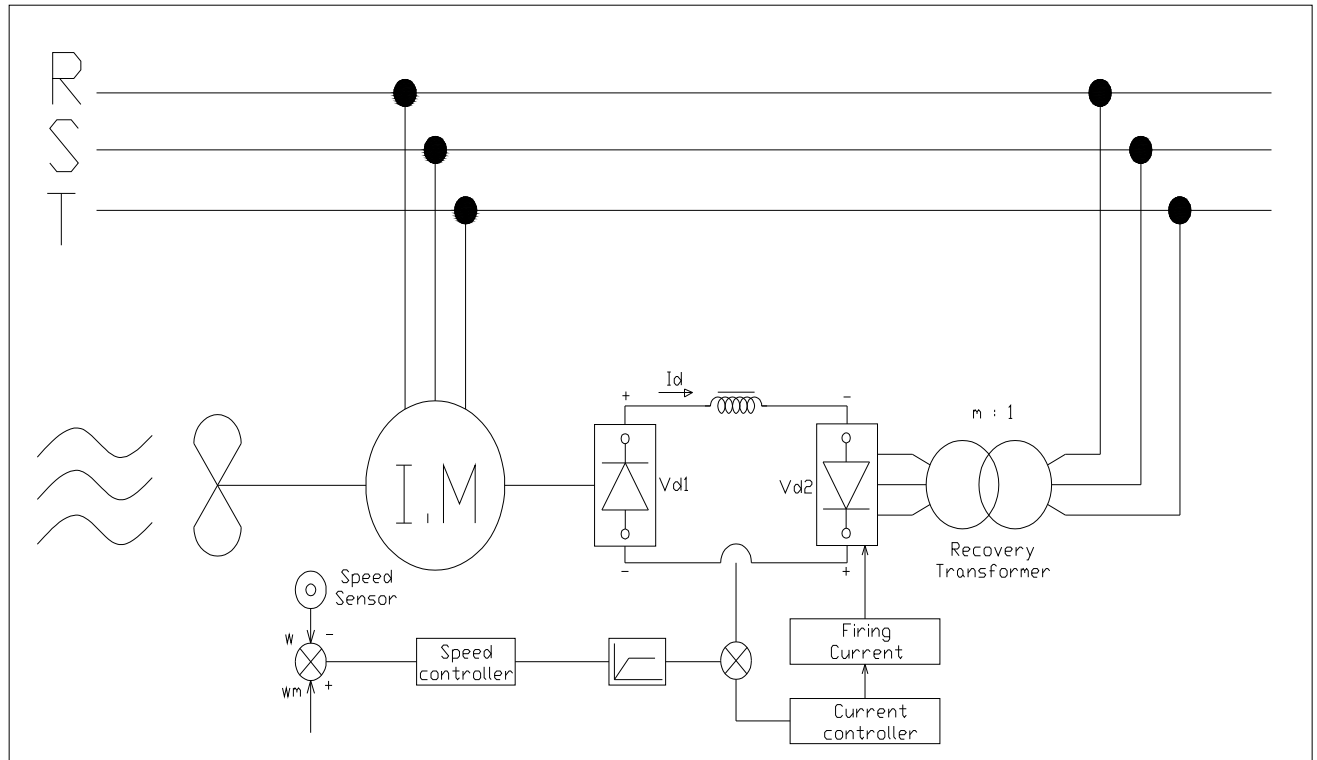 R
S
T
Id
+
-
m : 1
I.M
Vd1
Vd2
-
+
Recovery
Transformer
Speed
Sensor
W
-
Wm
+
Speed
controller
Firing
Current
Current
controller